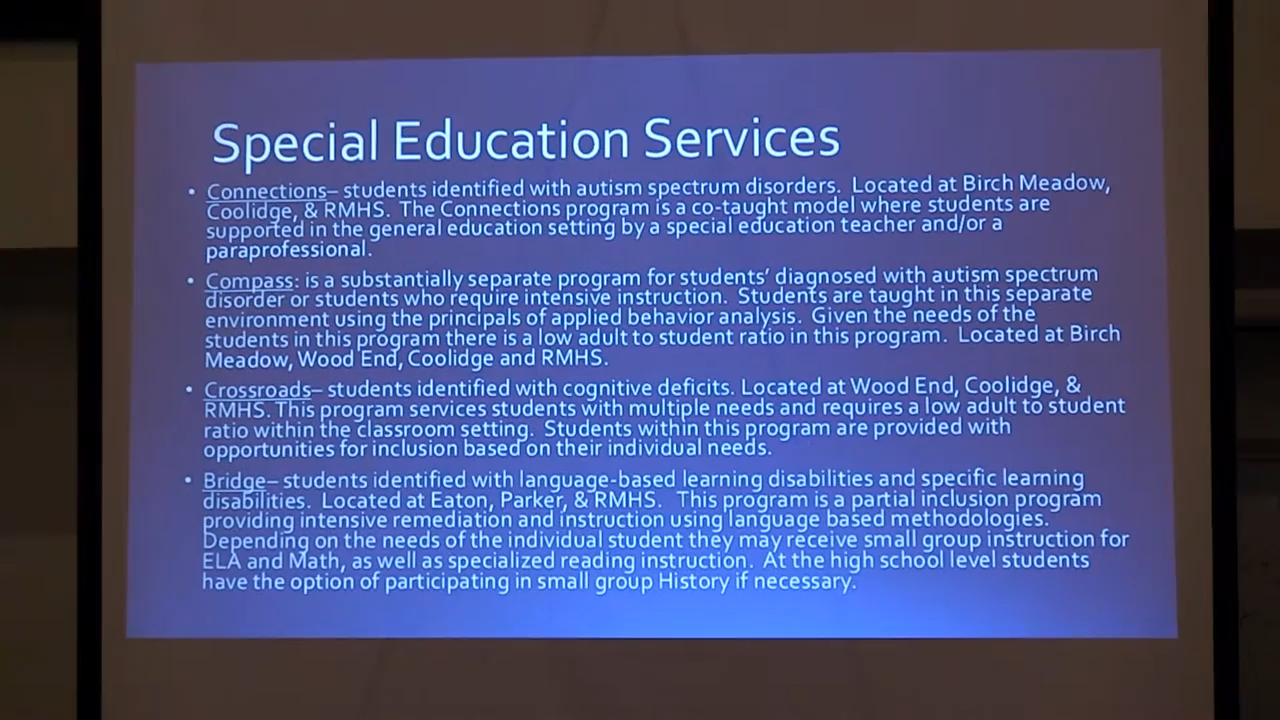 Special Education Services
• Connections– students identified with autism spectrum disorders. Located at Birch Meadow,
Coolidge, & RMHS. The Connections program is a co-taught model where students are
supported in the general education setting by a special education teacher and/or a
paraprofessional.
• Compass: is a substantially separate program for students' diagnosed with autism spectrum
disorder or students who require intensive instruction. Students are taught in this separate
environment using the principals of applied behavior analysis. Given the needs of the
students in this program there is a low adult to student ratio in this program. Located at Birch
Meadow, Wood End, Coolidge and RMHS.
• Crossroads– students identified with cognitive deficits. Located at Wood End, Coolidge, &
RMHS. This program services students with multiple needs and requires a low adult to student
ratio within the classroom setting. Students within this program are provided with
opportunities for inclusion based on their individual needs.
• Bridge– students identified with language-based learning disabilities and specific learning
disabilities. Located at Eaton, Parker, & RMHS. This program is a partial inclusion program
providing intensive remediation and instruction using language based methodologies.
Depending on the needs of the individual student they may receive small group instruction for
ELA and Math, as well as specialized reading instruction. At the high school level students
have the option of participating in small group History if necessary.